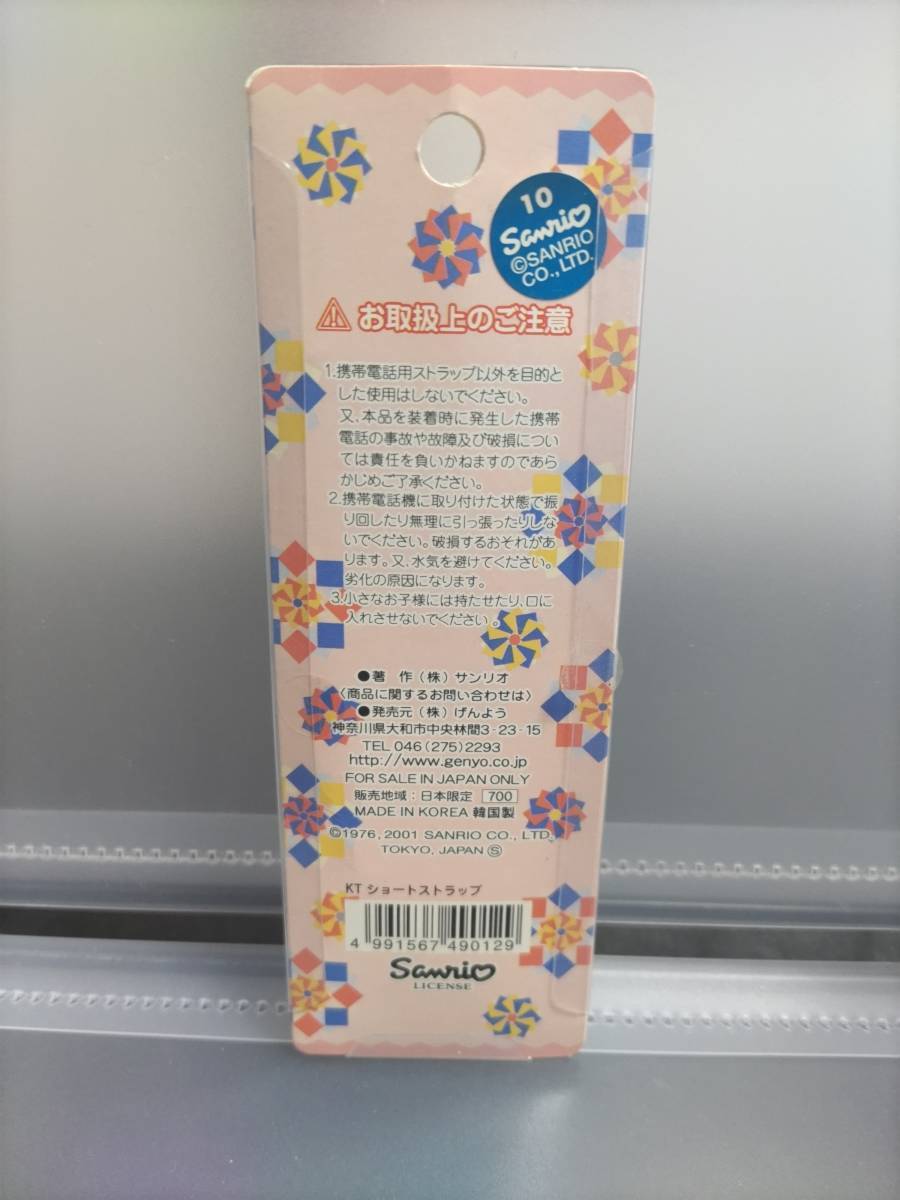 10
Sanrio
©SANRIO
CO.,LTD.
⚠お取扱上のご注意
1.携帯電話用ストラップ以外を目的と
した使用はしないでください。
又、本品を装着時に発生した携帯
電話の事故や故障及び破損につい
ては責任を負いかねますのであら
かじめご了承ください。
2.携帯電話機に取り付けた状態で振
り回したり無理に引っ張ったりしな
いでください。破損するおそれがあ
ります。又、水気を避けてください。
劣化の原因になります。
3.小さなお子様には持たせたり、口に
入れさせないでください。
●著 作 (株) サンリオ
〈商品に関するお問い合わせは〉
●発売元 (株) げんよう
神奈川県大和市中央林間3-23-15
TEL 046(275)2293
http://www.genyo.co.jp
FOR SALE IN JAPAN ONLY
販売地域:日本限定 700
MADE IN KOREA 韓国製
©1976, 2001 SANRIO CO., LTD.
TOKYO, JAPAN Ⓢ
KT ショートストラップ
4 991567 490129
Sanrio
LICENSE